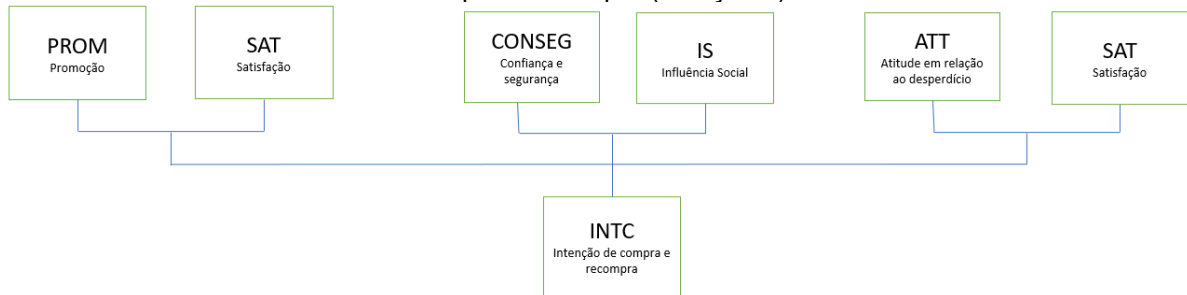 PROM
Promoção
SAT
Satisfação
CONSEG
Confiança e
segurança
IS
Influência Social
ATT
Atitude em relação
ao desperdício
SAT
Satisfação
INTC
Intenção de compra e
recompra